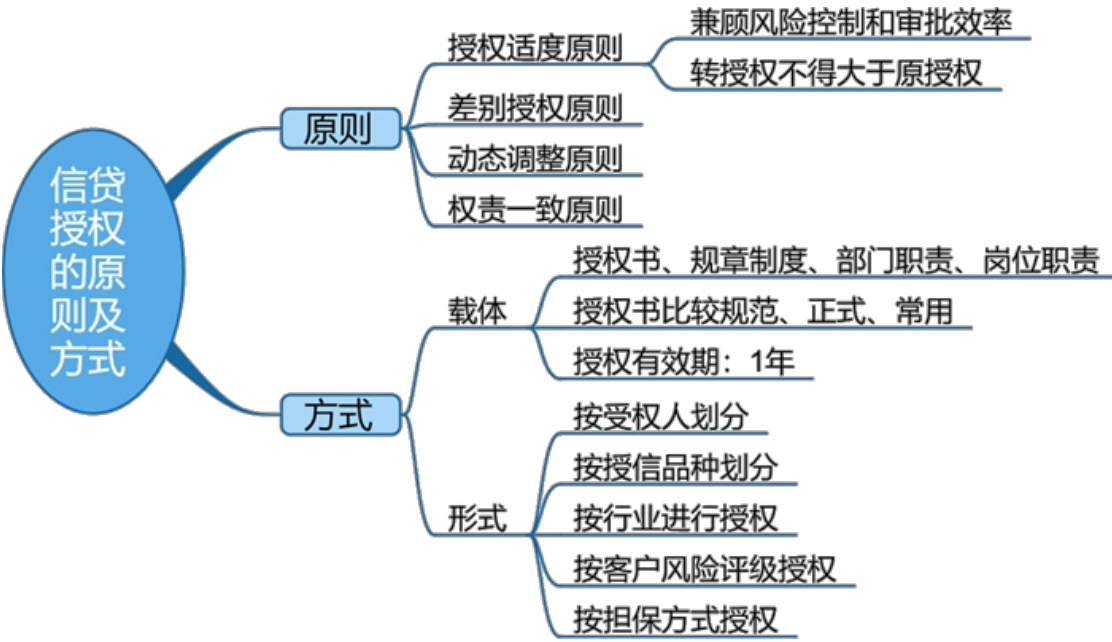 信贷
授权
的原
则及
方式
原则
授权适度原则
兼顾风险控制和审批效率
转授权不得大于原授权
差别授权原则
动态调整原则
权责一致原则
方式
载体
授权书、规章制度、部门职责、岗位职责
授权书比较规范、正式、常用
授权有效期：1年
形式
按受权人划分
按授信品种划分
按行业进行授权
按客户风险评级授权
按担保方式授权